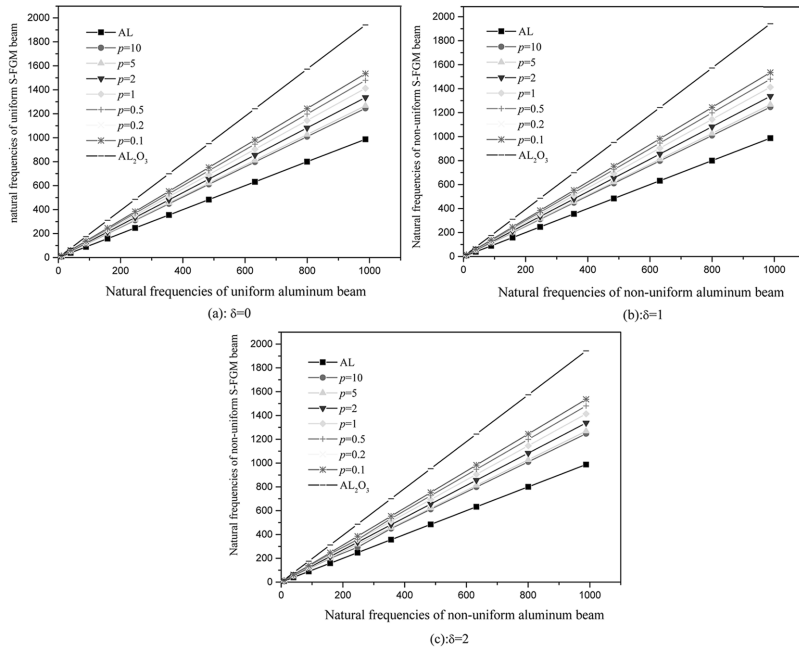 natural frequencies of uniform S-FGM beam
2000
1800
1600
1400
1200
1000
800
600
400
200
0
AL
p=10
p=5
p=2
p=1
p=0.5
p=0.2
p=0.1
AL2O3
0 200 400 600 800 1000
Natural frequencies of uniform aluminum beam
(a): δ=0
Natural frequencies of non-uniform S-FGM beam
2000
1800
1600
1400
1200
1000
800
600
400
200
0
AL
p=10
p=5
p=2
p=1
p=0.5
p=0.2
p=0.1
AL2O3
0 200 400 600 800 1000
Natural frequencies of non-uniform aluminum beam
(b):δ=1
Natural frequencies of non-uniform S-FGM beam
2000
1800
1600
1400
1200
1000
800
600
400
200
0
AL
p=10
p=5
p=2
p=1
p=0.5
p=0.2
p=0.1
AL2O3
0 200 400 600 800 1000
Natural frequencies of non-uniform aluminum beam
(c):δ=2